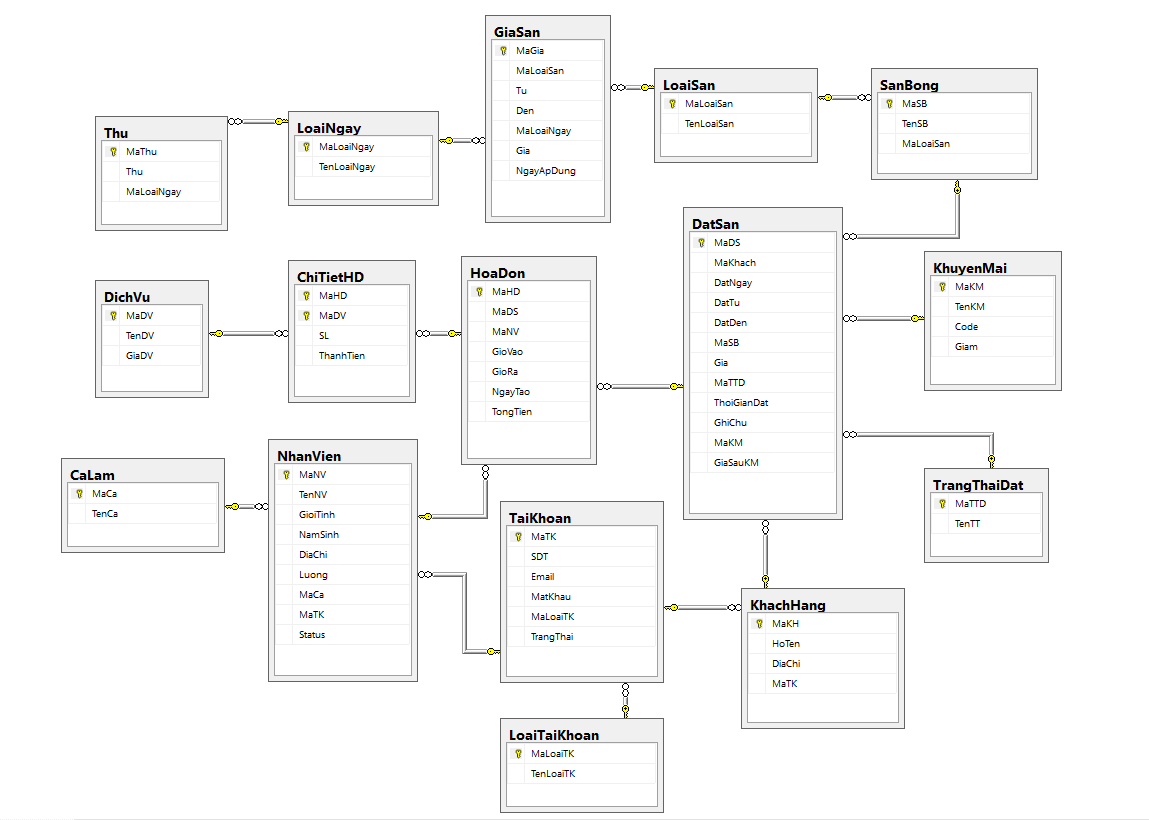 GiaSan
MaGia
MaLoaiSan
Tu
Den
MaLoaiNgay
Gia
NgayApDung
LoaiSan
MaLoaiSan
TenLoaiSan
SanBong
MaSB
TenSB
MaLoaiSan
Thu
MaThu
Thu
MaLoaiNgay
LoaiNgay
MaLoaiNgay
TenLoaiNgay
DatSan
MaDS
MaKhach
DatNgay
DatTu
DatDen
MaSB
Gia
MaTTD
ThoiGianDat
GhiChu
MaKM
GiaSauKM
KhuyenMai
MaKM
TenKM
Code
Giam
DichVu
MaDV
TenDV
GiaDV
ChiTietHD
MaHD
MaDV
SL
ThanhTien
HoaDon
MaHD
MaDS
MaNV
GioVao
GioRa
NgayTao
TongTien
CaLam
MaCa
TenCa
NhanVien
MaNV
TenNV
GioiTinh
NamSinh
DiaChi
Luong
MaCa
MaTK
Status
TaiKhoan
MaTK
SDT
Email
MatKhau
MaLoaiTK
TrangThai
TrangThaiDat
MaTTD
TenTT
KhachHang
MaKH
HoTen
DiaChi
MaTK
LoaiTaiKhoan
MaLoaiTK
TenLoaiTK